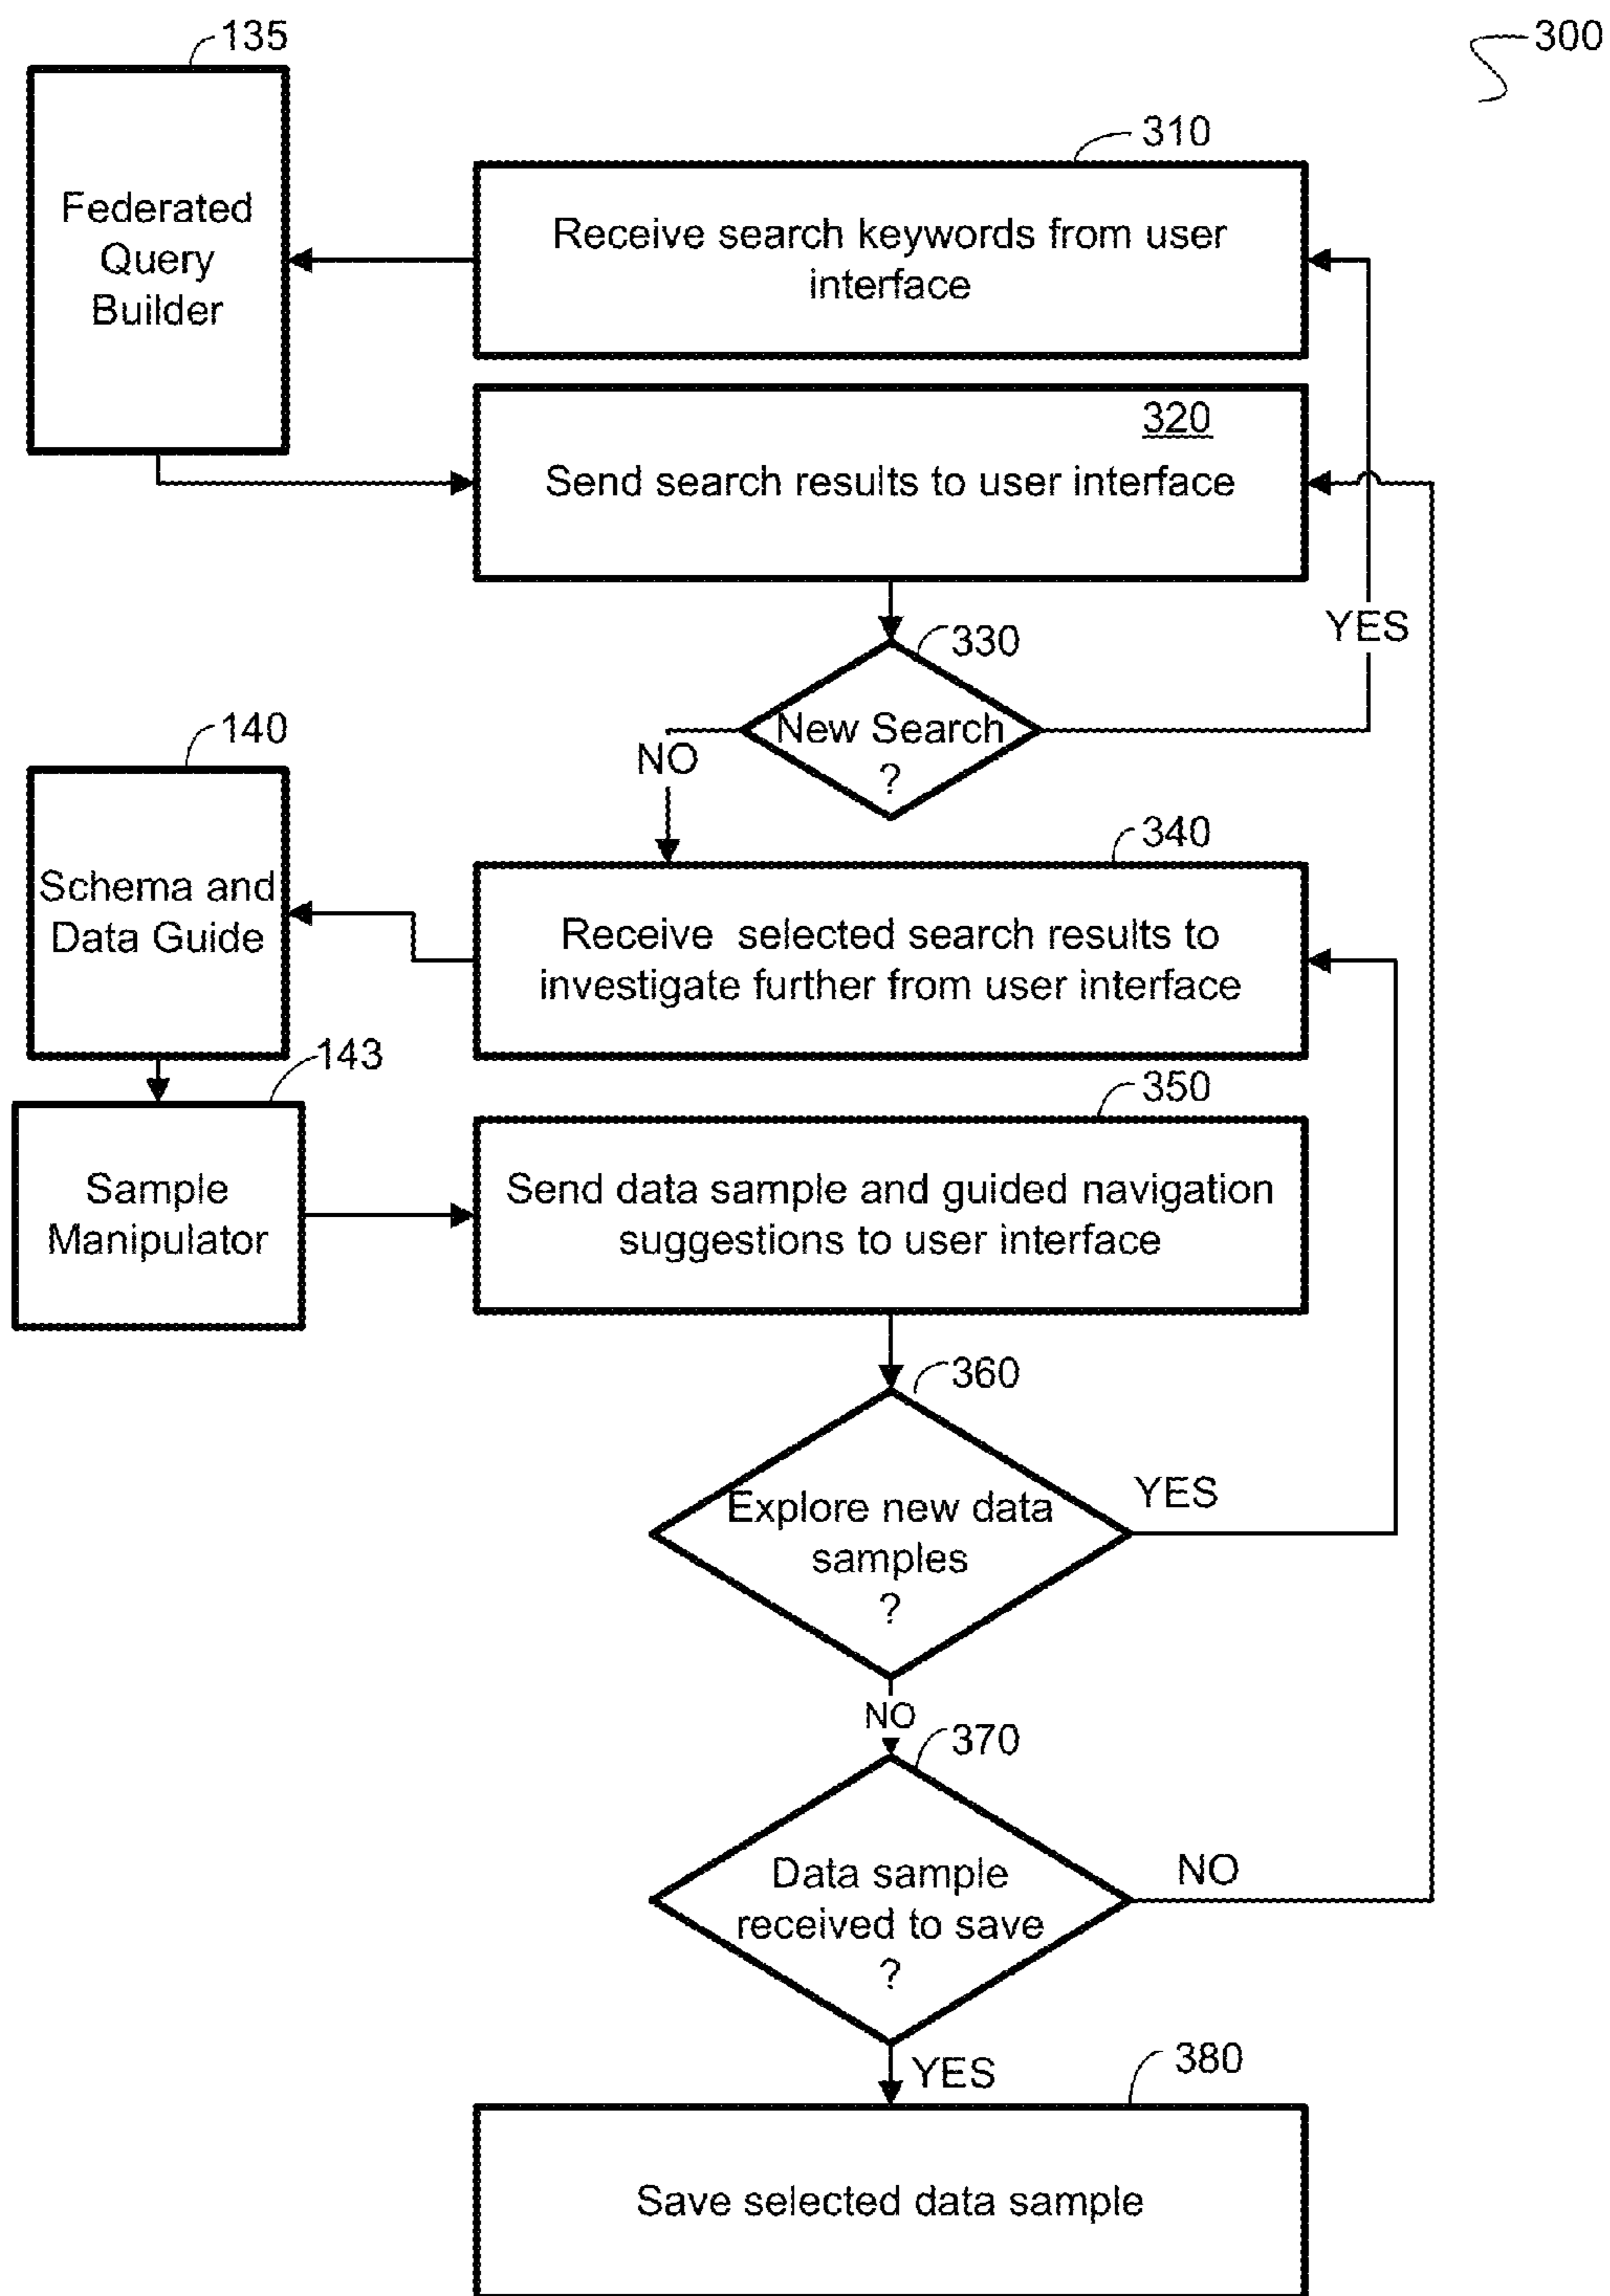 135
300
310
Federated
Query
Builder
Receive search keywords from user
interface
320
Send search results to user interface
YES
330
New Search
?
NO
140
Schema and
Data Guide
340
Receive selected search results to
investigate further from user interface
143
Sample
Manipulator
350
Send data sample and guided navigation
suggestions to user interface
360
Explore new data
samples
?
YES
NO
370
Data sample
received to save
?
NO
YES
380
Save selected data sample